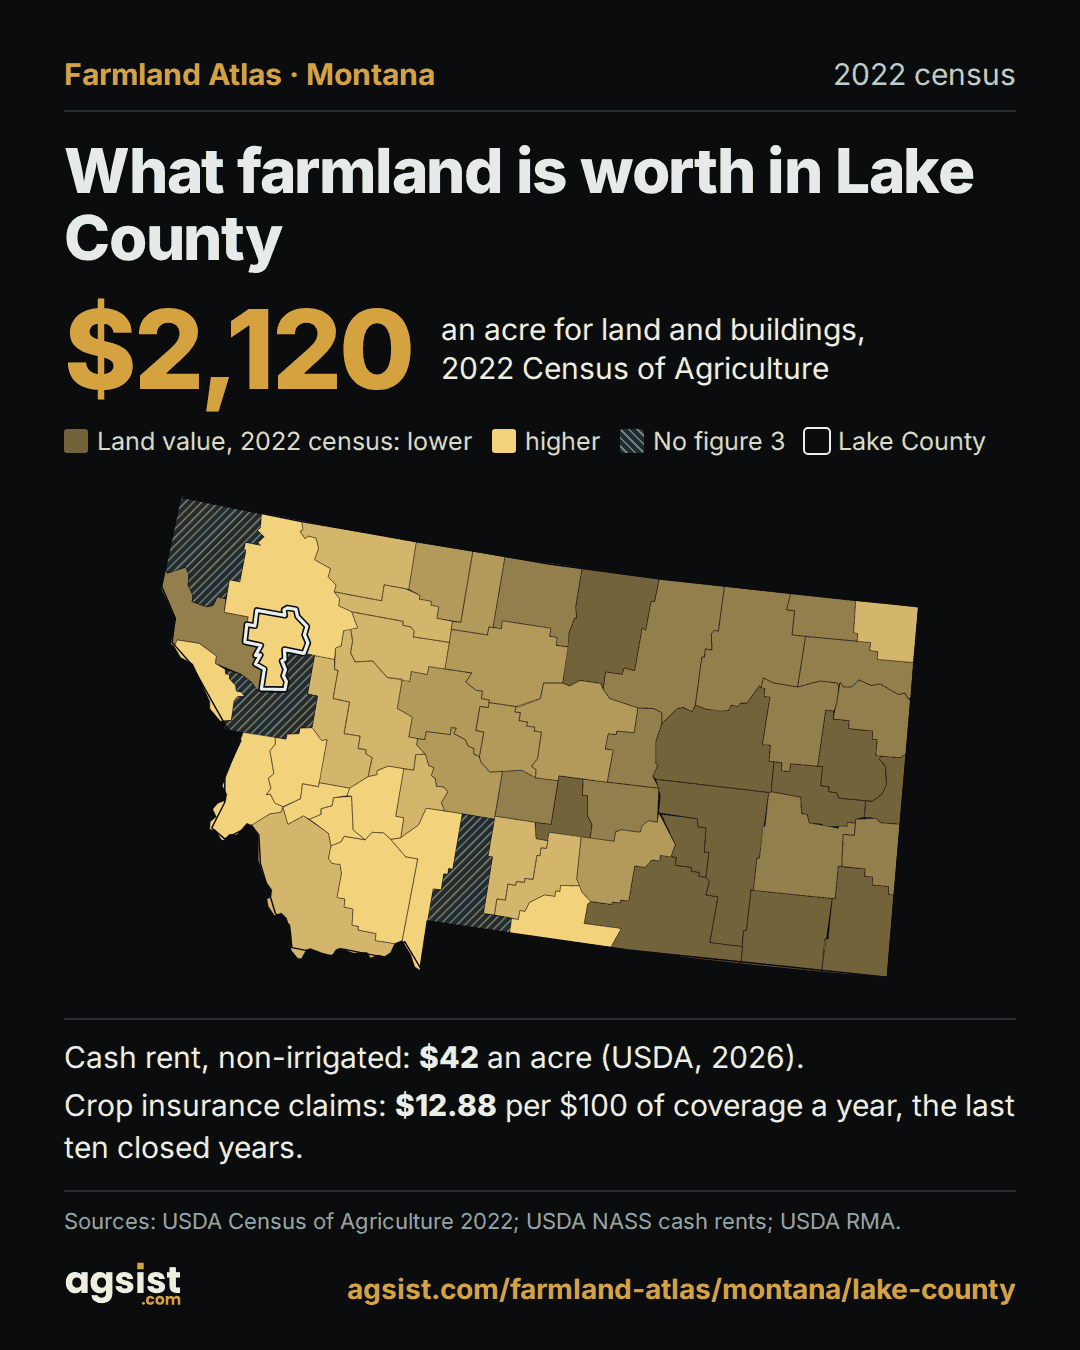 Farmland Atlas · Montana
2022 census
What farmland is worth in Lake
County
$2,120
an acre for land and buildings,
2022 Census of Agriculture
Land value, 2022 census: lower
higher
No figure 3
Lake County
Cash rent, non-irrigated: $42 an acre (USDA, 2026).
Crop insurance claims: $12.88 per $100 of coverage a year, the last
ten closed years.
Sources: USDA Census of Agriculture 2022; USDA NASS cash rents; USDA RMA.
agsist
.com
agsist.com/farmland-atlas/montana/lake-county